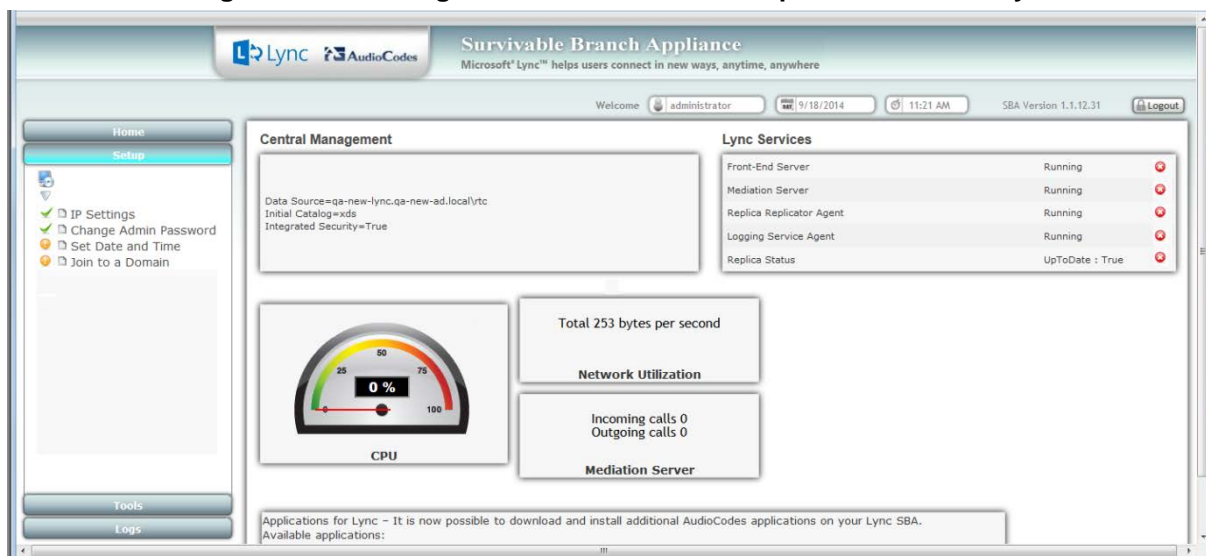 Lync AudioCodes
Survivable Branch Appliance
Microsoft® Lync™ helps users connect in new ways, anytime, anywhere
Welcome administrator 9/18/2014 11:21 AM SBA Version 1.1.12.31 Logout
Home
Setup
IP Settings
Change Admin Password
Set Date and Time
Join to a Domain
Tools
Logs
Central Management
Data Source=qa-new-lync.qa-new-ad.local\rtc
Initial Catalog=xds
Integrated Security=True
Lync Services
Front-End Server Running
Mediation Server Running
Replica Replicator Agent Running
Logging Service Agent Running
Replica Status UpToDate : True
0 25 50 75 100
0 %
CPU
Total 253 bytes per second
Network Utilization
Incoming calls 0
Outgoing calls 0
Mediation Server
Applications for Lync – It is now possible to download and install additional AudioCodes applications on your Lync SBA.
Available applications: